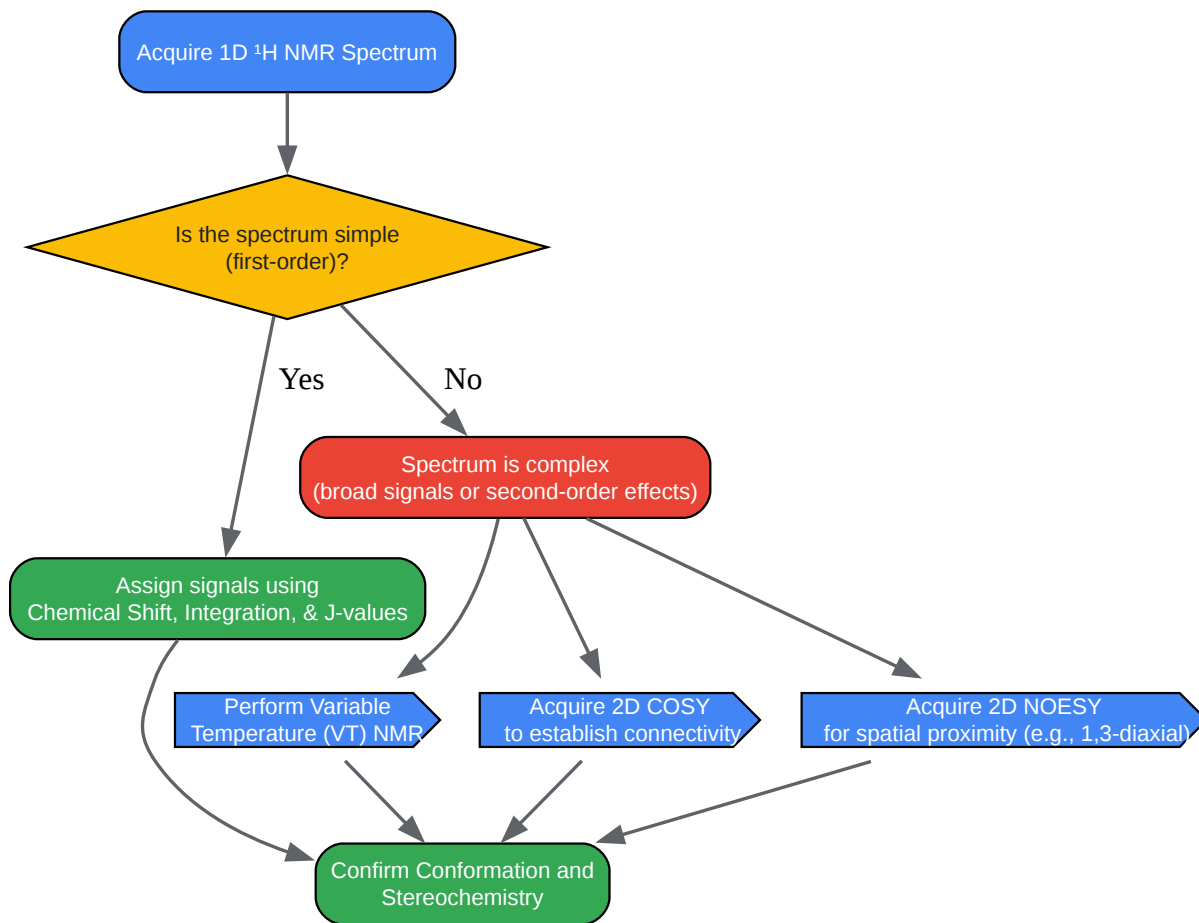 Acquire 1D ¹H NMR Spectrum
Is the spectrum simple
(first-order)?
Yes
No
Spectrum is complex
(broad signals or second-order effects)
Assign signals using
Chemical Shift, Integration, & J-values
Perform Variable
Temperature (VT) NMR
Acquire 2D COSY
to establish connectivity
Acquire 2D NOESY
for spatial proximity (e.g., 1,3-diaxial)
Confirm Conformation and
Stereochemistry